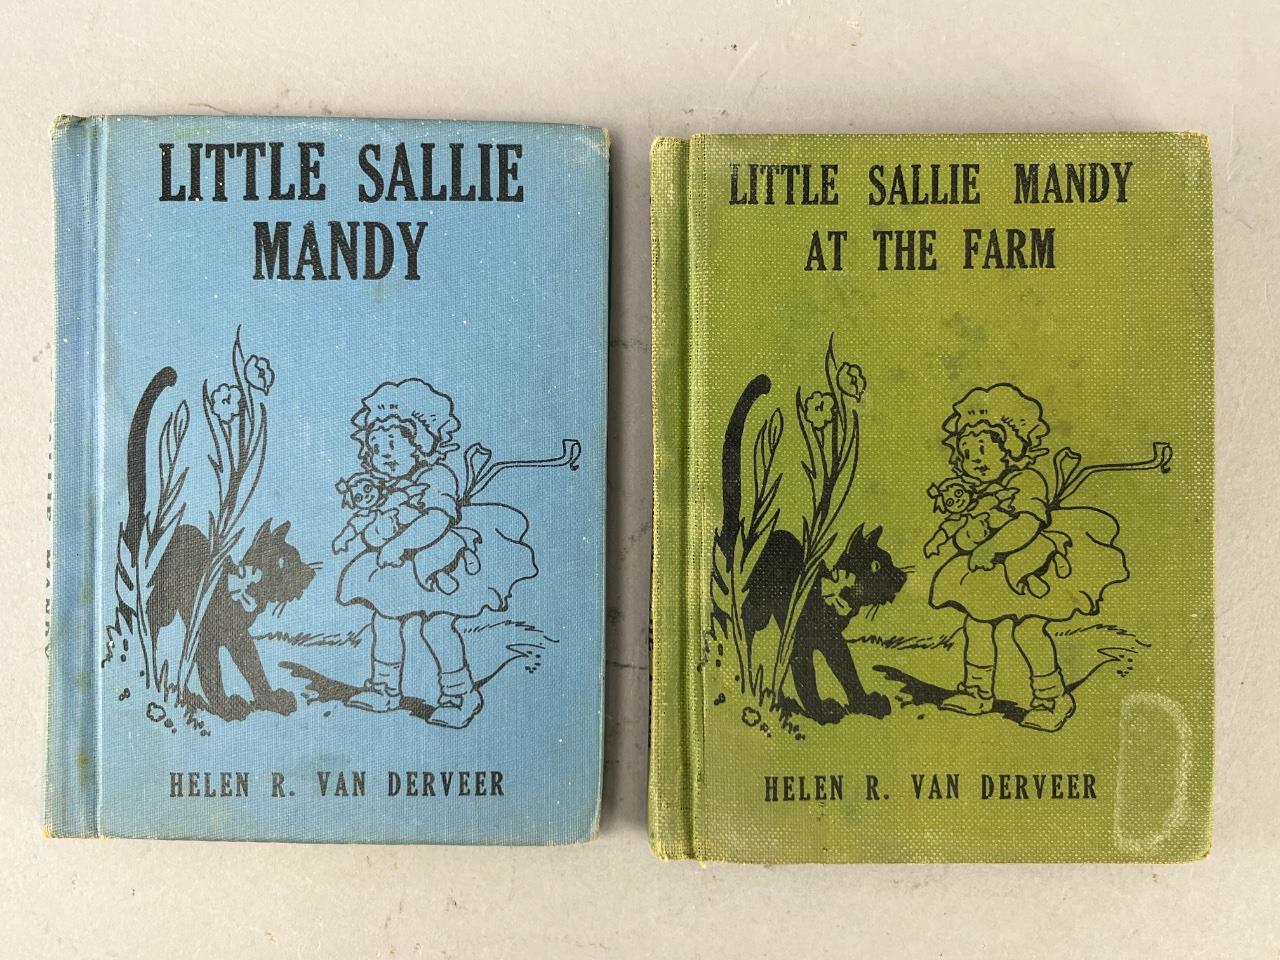 LITTLE SALLIE
MANDY
HELEN R. VAN DERVEER
LITTLE SALLIE MANDY
AT THE FARM
HELEN R. VAN DERVEER